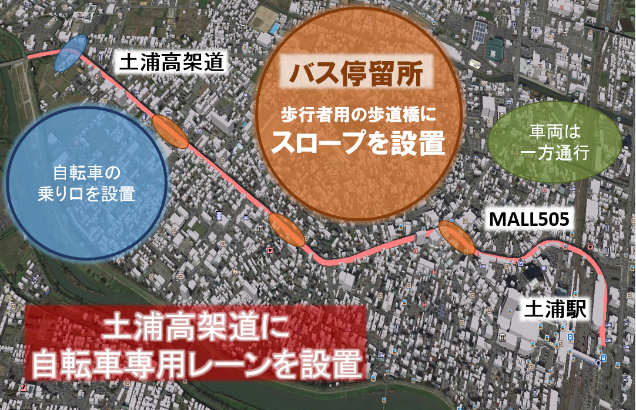 土浦高架道
バス停留所
歩行者用の歩道橋に
スロープを設置
車両は
一方通行
自転車の
乗り口を設置
MALL505
土浦駅
土浦高架道に
自転車専用レーンを設置